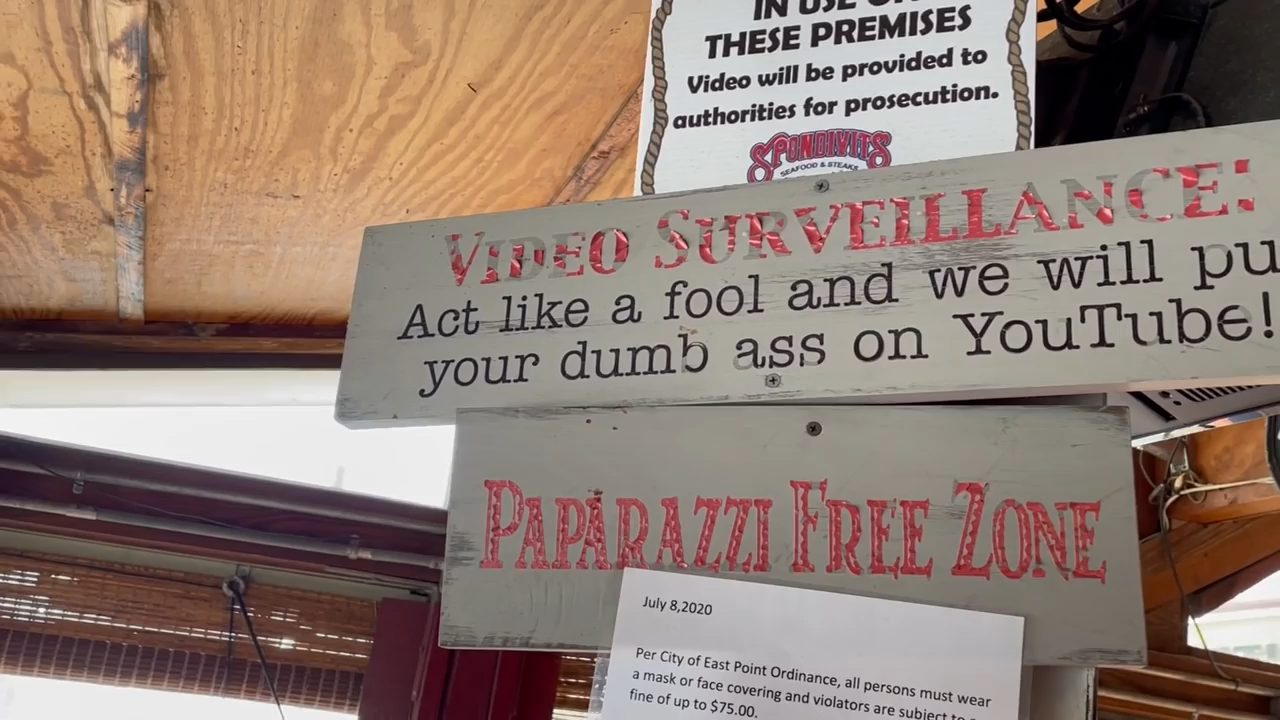 IN USE ON
THESE PREMISES
Video will be provided to
authorities for prosecution.
SPONDIVITS
SEAFOOD & STEAKS
VIDEO SURVEILLANCE:
Act like a fool and we will pu
your dumb ass on YouTube!
PAPARAZZI FREE ZONE
July 8,2020
Per City of East Point Ordinance, all persons must wear
a mask or face covering and violators are subject to a
fine of up to $75.00.